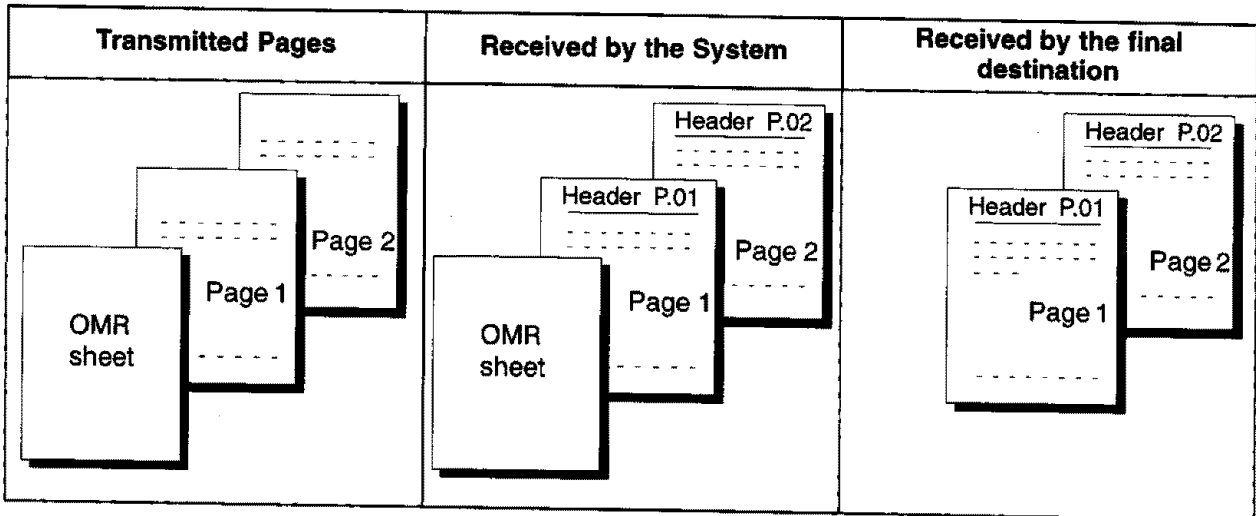 Transmitted Pages
Received by the System
Received by the final
destination
Page 2
Page 1
OMR
sheet
Header P.02
Page 2
Header P.01
Page 1
OMR
sheet
Header P.02
Page 2
Header P.01
Page 1